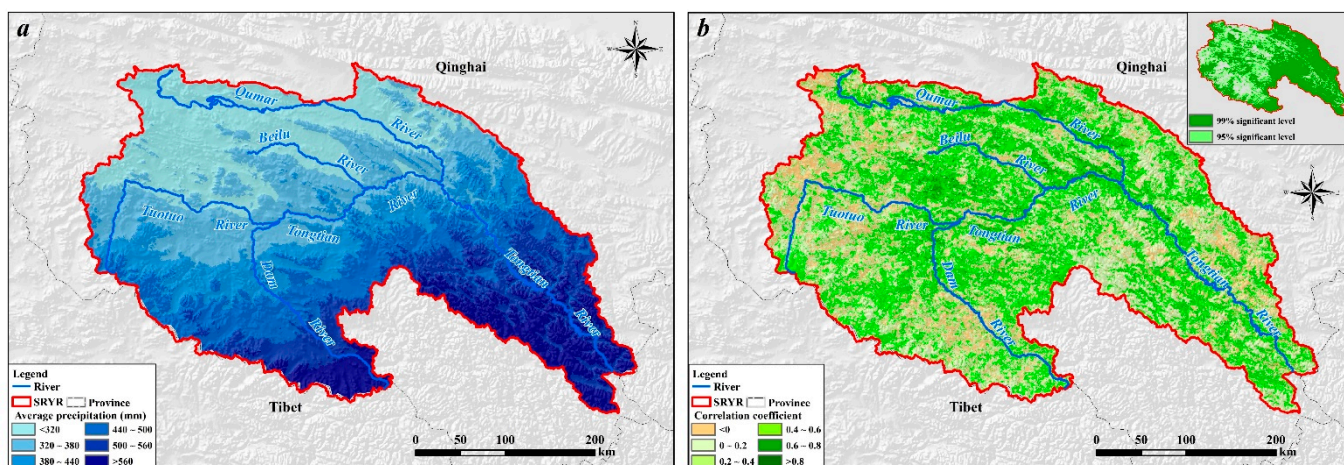 a
N
W E
S
Qinghai
Qumar
River
Beilu
River
River
Tuotuo
River
Tongtian
Dam
River
Tongtian
River
Tibet
Legend
River
SRYR Province
Average precipitation (mm)
<320 440 ~ 500
320 ~ 380 500 ~ 560
380 ~ 440 >560
0 50 100 200
km
b
99% significant level
95% significant level
Qinghai
N
W E
S
Qumar
River
Beilu
River
River
Tuotuo
River
Tongtian
Dam
River
Tongtian
River
Tibet
Legend
River
SRYR Province
Correlation coefficient
<0 0.4 ~ 0.6
0 ~ 0.2 0.6 ~ 0.8
0.2 ~ 0.4 >0.8
0 50 100 200
km